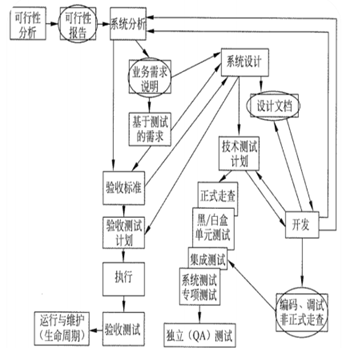 可行性
分析
可行性
报告
系统分析
业务需求
说明
系统设计
设计文档
基于测试
的需求
技术测试
计划
验收标准
正式走查
黑/白盒
单元测试
开发
验收测试
计划
集成测试
执行
系统测试
专项测试
编码、调试
非正式走查
运行与维护
(生命周期)
验收测试
独立(QA)测试